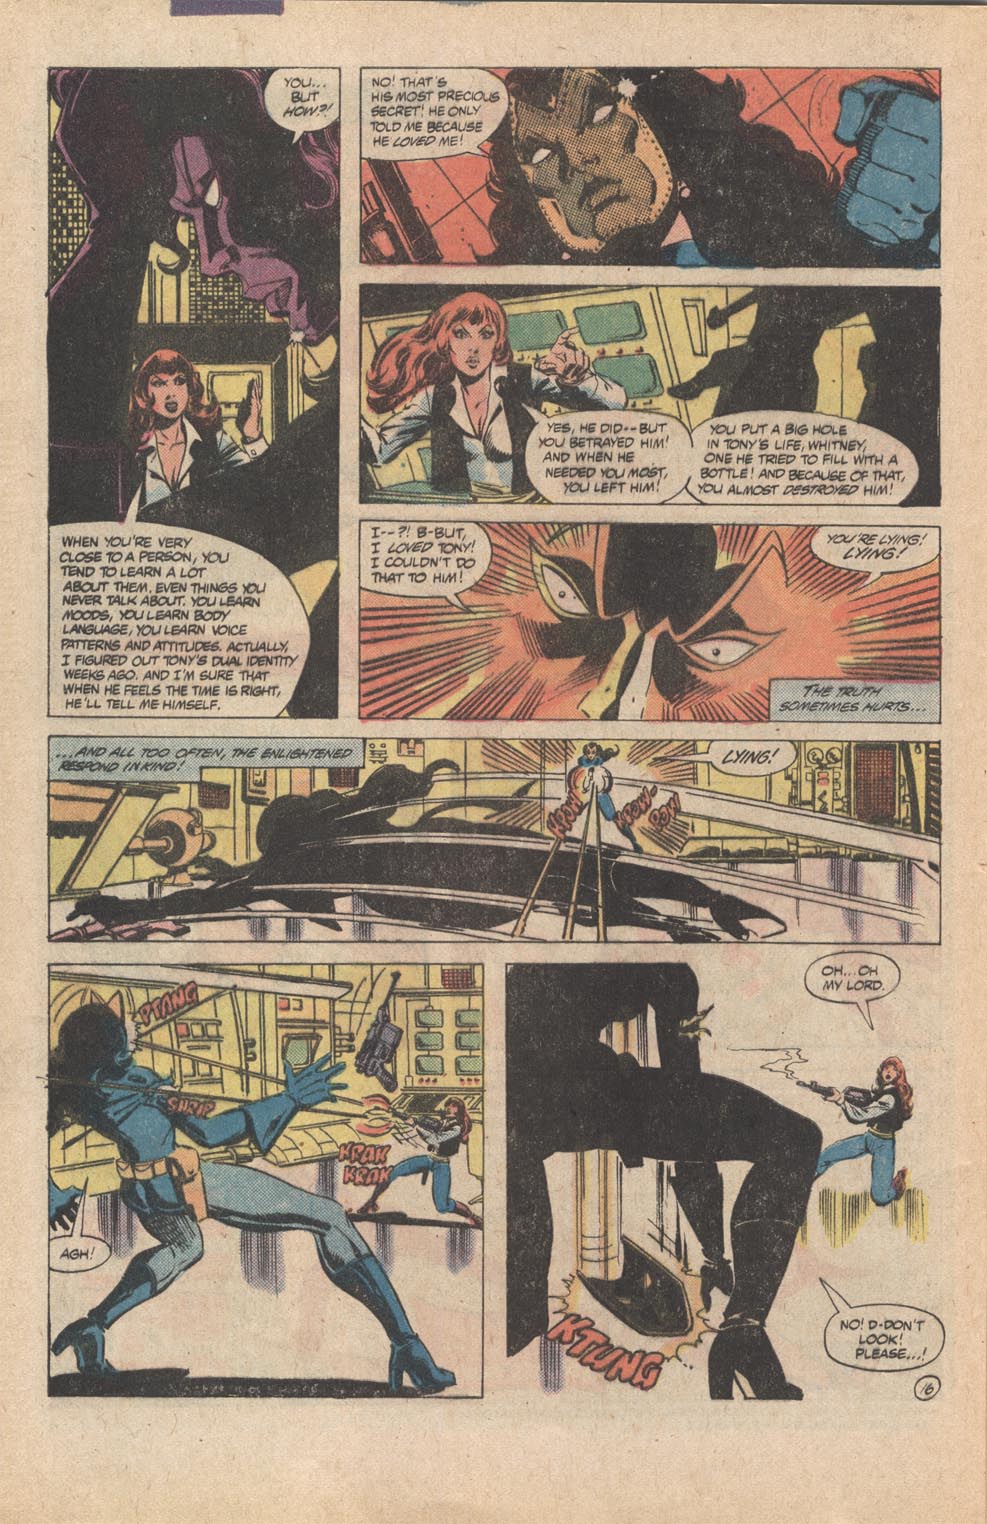 YOU...
BUT
HOW?!
WHEN YOU'RE VERY
CLOSE TO A PERSON, YOU
TEND TO LEARN A LOT
ABOUT THEM. EVEN THINGS YOU
NEVER TALK ABOUT. YOU LEARN
MOODS, YOU LEARN BODY
LANGUAGE, YOU LEARN VOICE
PATTERNS AND ATTITUDES. ACTUALLY,
I FIGURED OUT TONY'S DUAL IDENTITY
WEEKS AGO. AND I'M SURE THAT
WHEN HE FEELS THE TIME IS RIGHT,
HE'LL TELL ME HIMSELF.
NO! THAT'S
HIS MOST PRECIOUS
SECRET! HE ONLY
TOLD ME BECAUSE
HE LOVED ME!
YES, HE DID--BUT
YOU BETRAYED HIM!
AND WHEN HE
NEEDED YOU MOST,
YOU LEFT HIM!
YOU PUT A BIG HOLE
IN TONY'S LIFE, WHITNEY,
ONE HE TRIED TO FILL WITH A
BOTTLE! AND BECAUSE OF THAT,
YOU ALMOST DESTROYED HIM!
I--?! B-BUT,
I LOVED TONY!
I COULDN'T DO
THAT TO HIM!
YOU'RE LYING!
LYING!
THE TRUTH
SOMETIMES HURTS...
...AND ALL TOO OFTEN, THE ENLIGHTENED
RESPOND IN KIND!
LYING!
KROW
KROW-
POW
PTANG
SHRIP
KRAK
KRAK
AGH!
OH...OH
MY LORD.
KTUNG
NO! D-DON'T
LOOK!
PLEASE...!
16